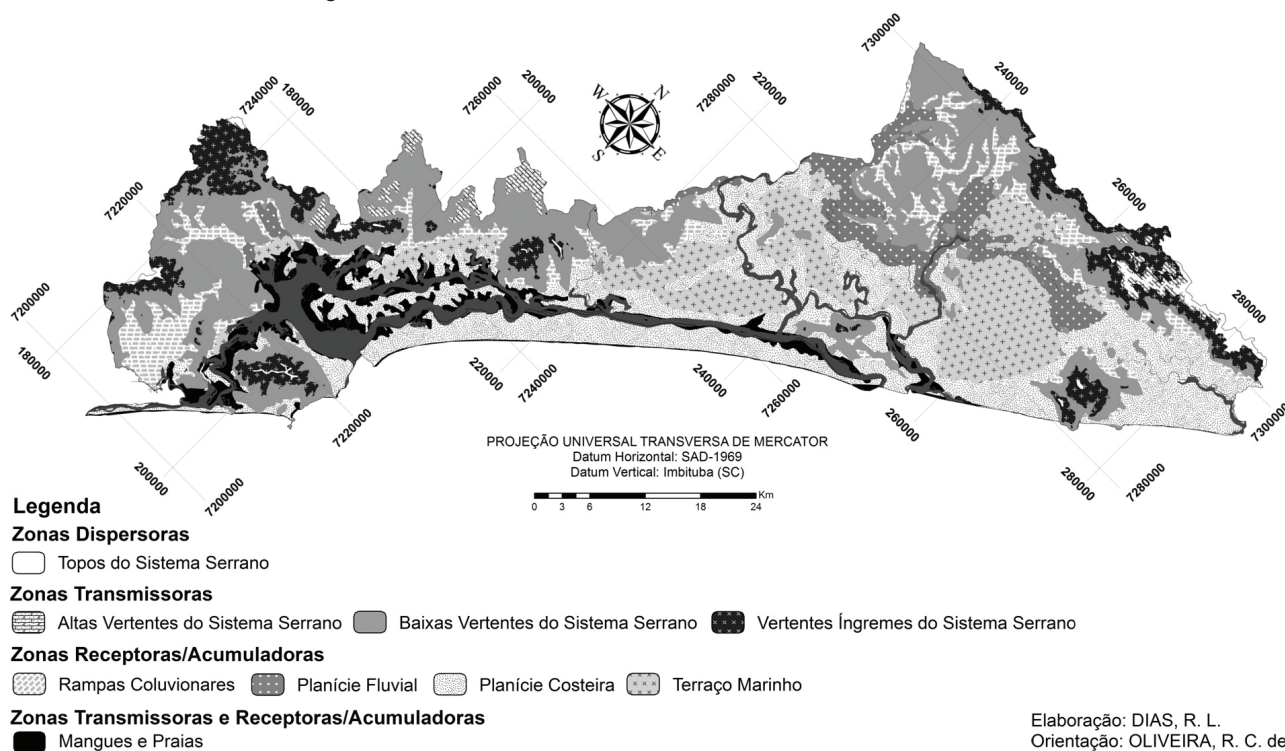 7300000
240000
7240000
180000
7260000
200000
7280000
220000
W
N
S
E
7220000
260000
7200000
280000
180000
220000
7240000
240000
7260000
260000
7300000
7220000
200000
7200000
280000
7280000
PROJEÇÃO UNIVERSAL TRANSVERSA DE MERCATOR
Datum Horizontal: SAD-1969
Datum Vertical: Imbituba (SC)
Km
0 3 6 12 18 24
Legenda
Zonas Dispersoras
Topos do Sistema Serrano
Zonas Transmissoras
Altas Vertentes do Sistema Serrano Baixas Vertentes do Sistema Serrano Vertentes Íngremes do Sistema Serrano
Zonas Receptoras/Acumuladoras
Rampas Coluvionares Planície Fluvial Planície Costeira Terraço Marinho
Zonas Transmissoras e Receptoras/Acumuladoras
Mangues e Praias
Elaboração: DIAS, R. L.
Orientação: OLIVEIRA, R. C. de